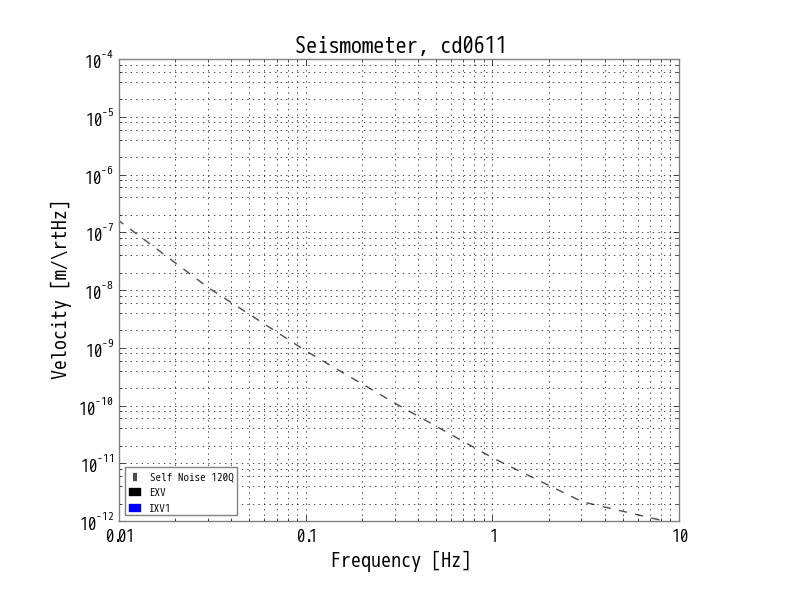 Seismometer, cd0611
10-4
10-5
10-6
10-7
10-8
10-9
10-10
10-11
10-12
Velocity [m/\rtHz]
Self Noise 120Q
EXV
IXV1
0.01 0.1 1 10
Frequency [Hz]